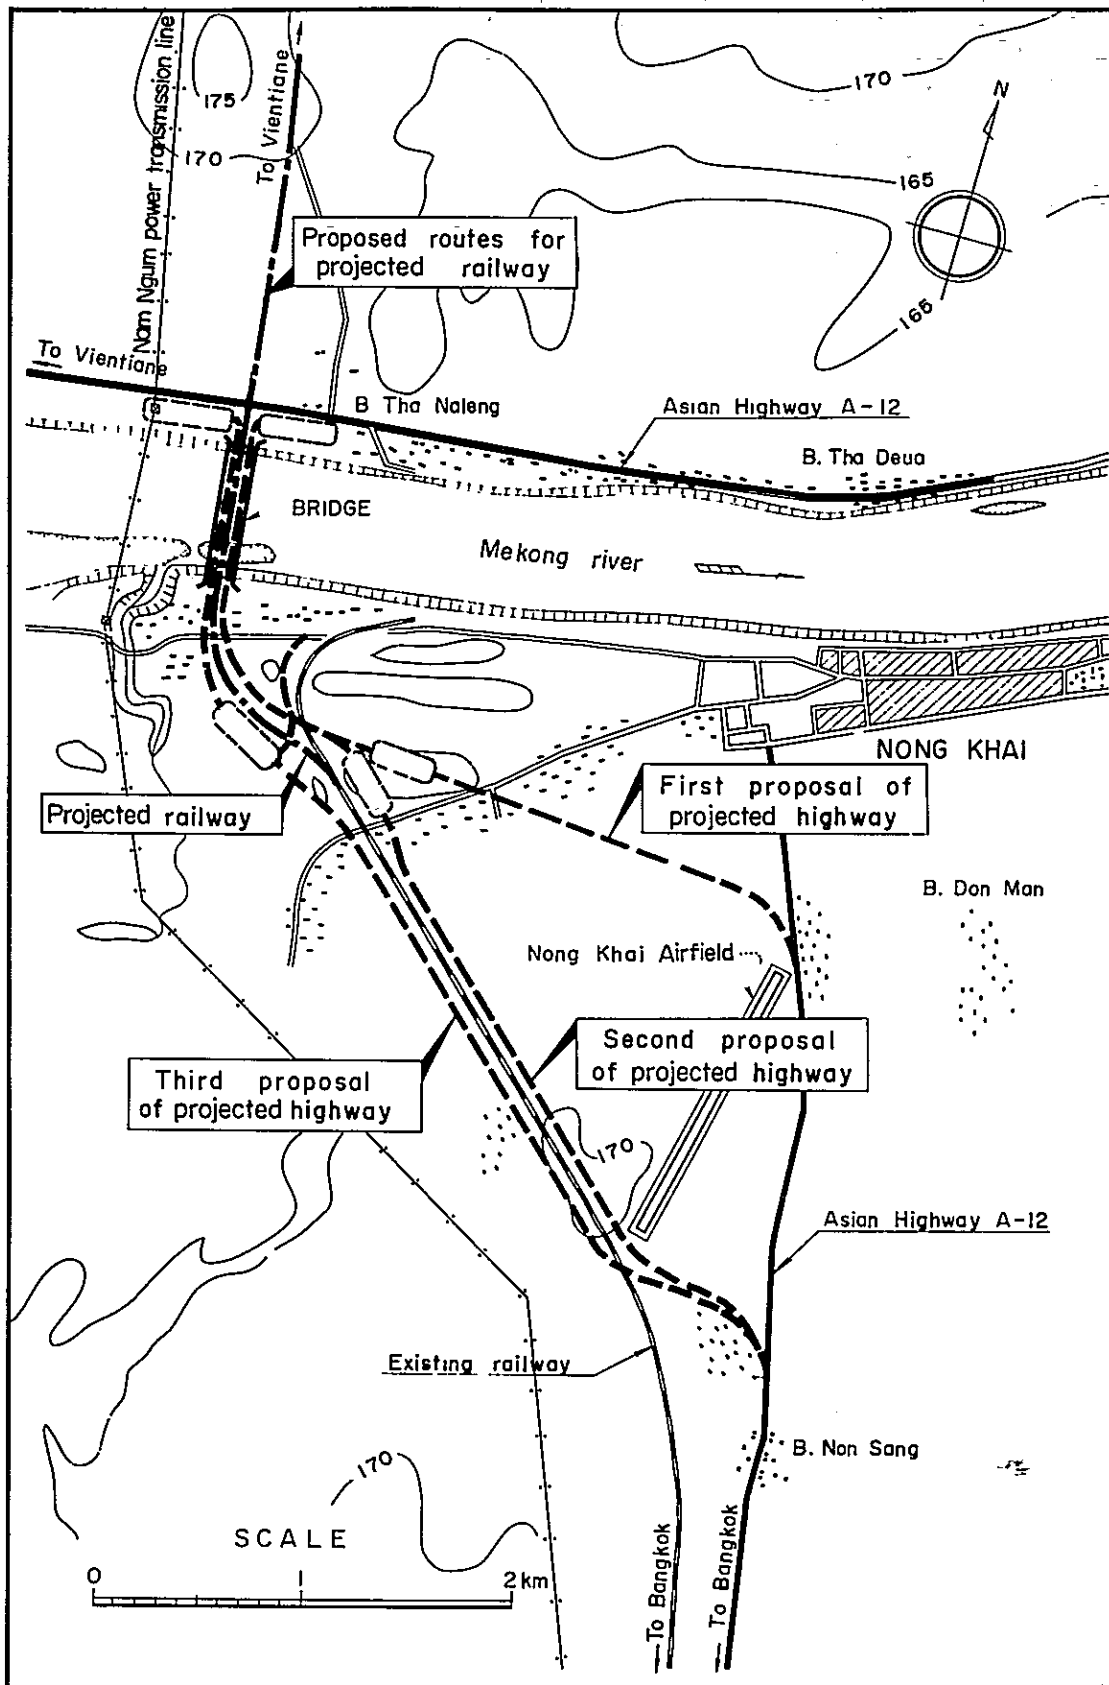 Nam Ngum power transmission line
To Vientiane
To Vientiane
175
170
170
165
165
N
Proposed routes for
projected railway
To Vientiane
B Tha Naleng
Asian Highway A-12
B. Tha Deua
BRIDGE
Mekong river
NONG KHAI
Projected railway
First proposal of
projected highway
B. Don Man
Nong Khai Airfield
Second proposal
of projected highway
Third proposal
of projected highway
170
Asian Highway A-12
Existing railway
B. Non Sang
170
SCALE
0 1 2 km
To Bangkok
To Bangkok